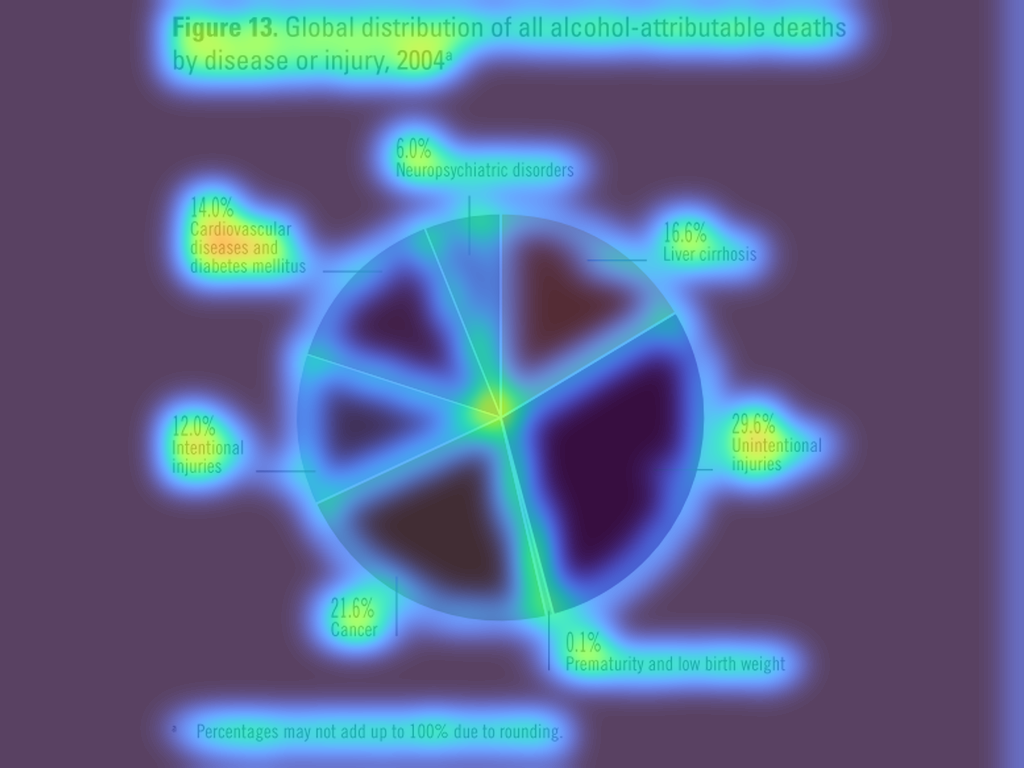 Figure 13. Global distribution of all alcohol-attributable deaths
by disease or injury, 2004ª
6.0%
Neuropsychiatric disorders
14.0%
Cardiovascular
diseases and
diabetes mellitus
16.6%
Liver cirrhosis
12.0%
Intentional
injuries
29.6%
Unintentional
injuries
21.6%
Cancer
0.1%
Prematurity and low birth weight
ª Percentages may not add up to 100% due to rounding.